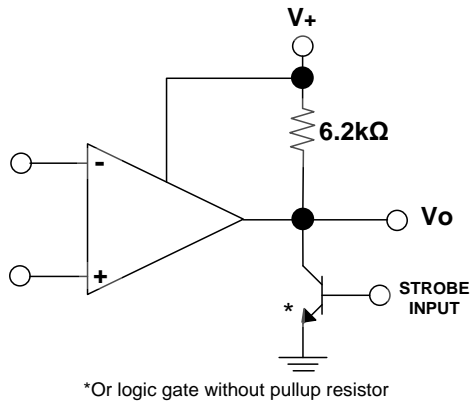 V+
6.2kΩ
-
Vo
+
STROBE
INPUT
*
*Or logic gate without pullup resistor